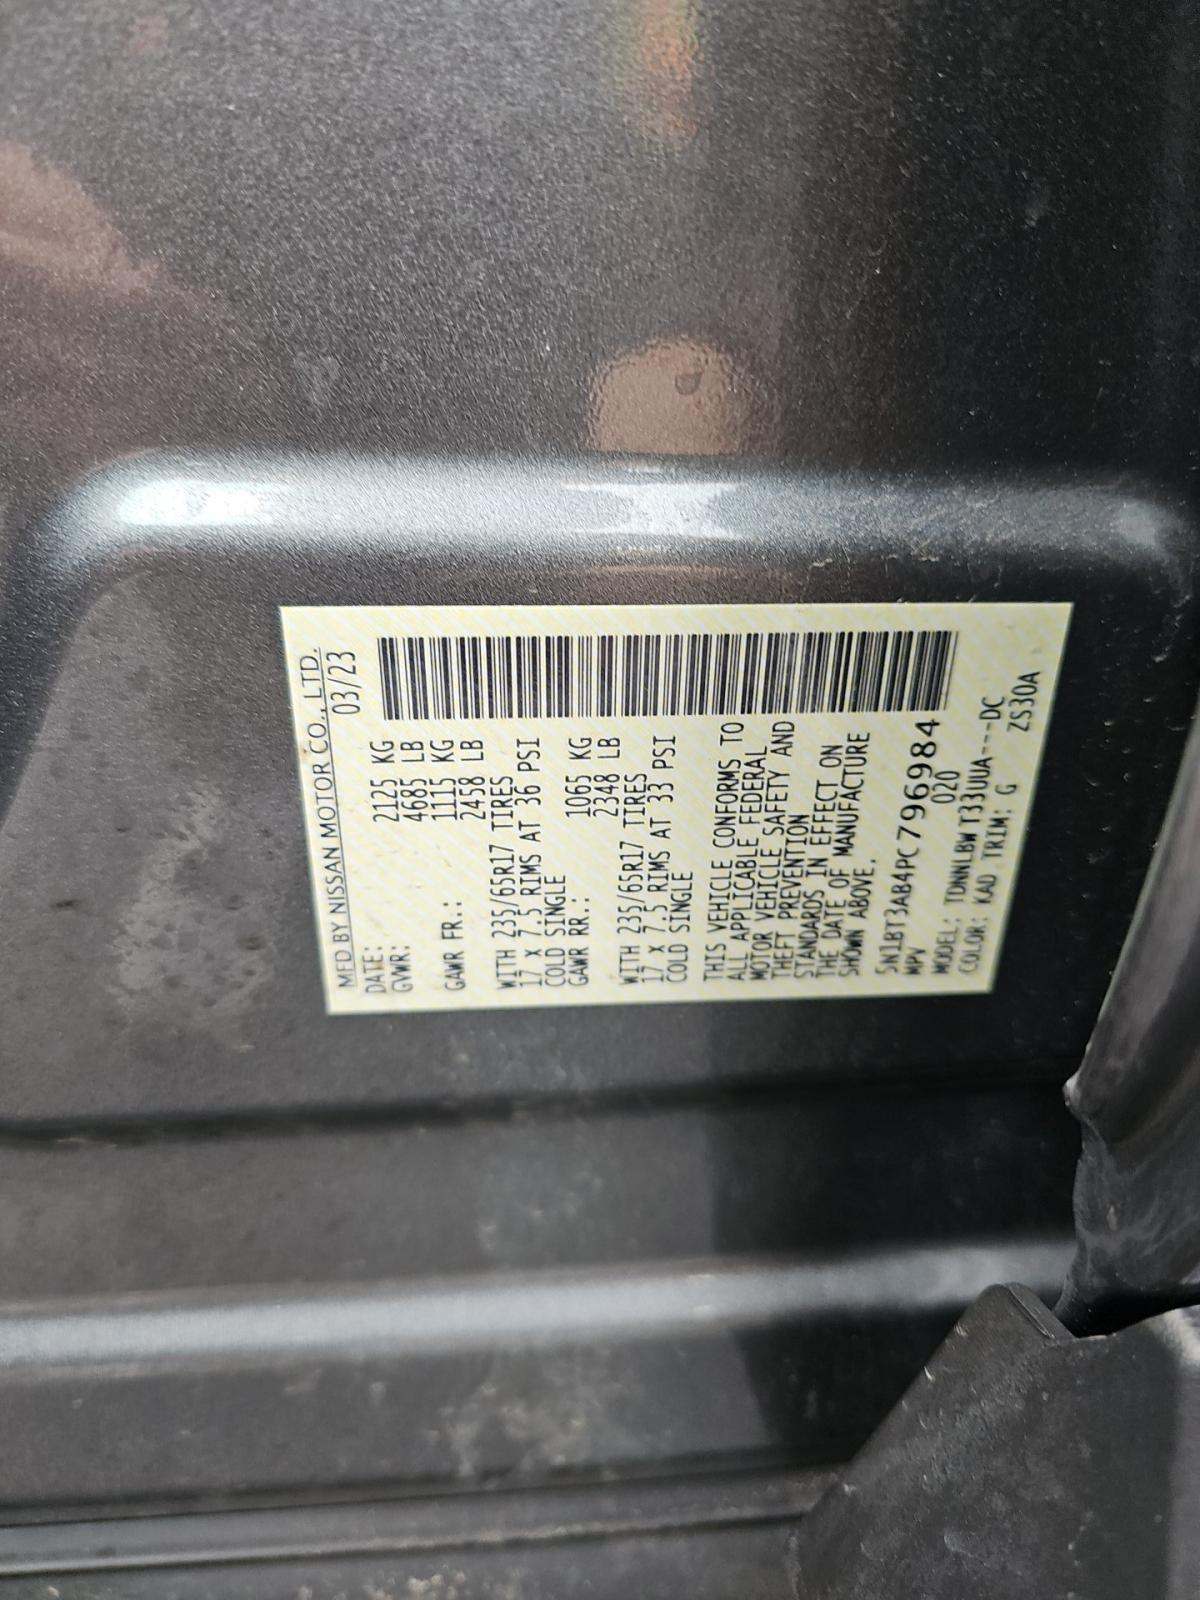 MFD BY NISSAN MOTOR CO., LTD.
DATE: 03/23
GVWR: 2125 KG
4685 LB
GAWR FR.: 1115 KG
2458 LB
WITH 235/65R17 TIRES
17 X 7.5 RIMS AT 36 PSI
COLD SINGLE
GAWR RR.: 1065 KG
2348 LB
WITH 235/65R17 TIRES
17 X 7.5 RIMS AT 33 PSI
COLD SINGLE
THIS VEHICLE CONFORMS TO
ALL APPLICABLE FEDERAL
MOTOR VEHICLE SAFETY AND
THEFT PREVENTION
STANDARDS IN EFFECT ON
THE DATE OF MANUFACTURE
SHOWN ABOVE.
5N1BT3AB4PC796984
MPV 020
MODEL: TDNNLBW T33UUA---DC
COLOR: KAD TRIM: G ZS30A